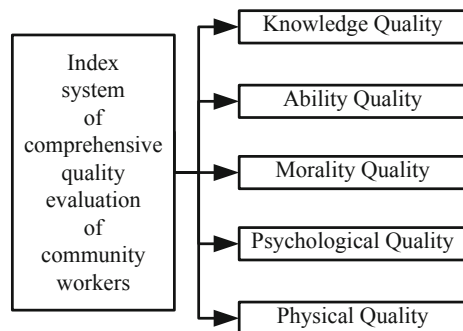 Index
system
of
comprehensive
quality
evaluation
of
community
workers
Knowledge Quality
Ability Quality
Morality Quality
Psychological Quality
Physical Quality